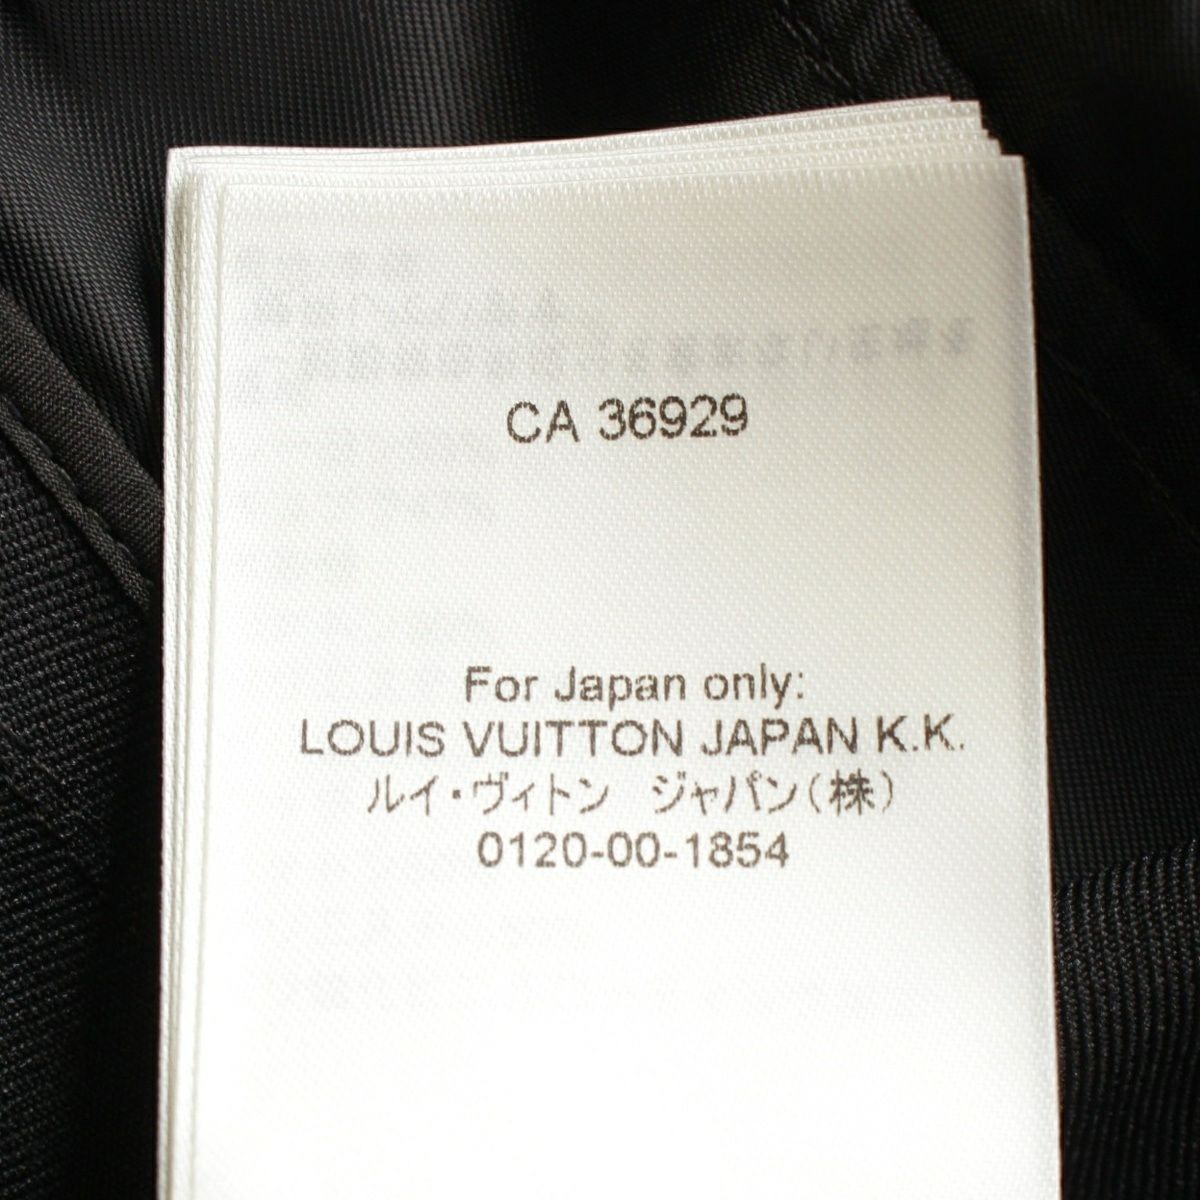 CA 36929
For Japan only:
LOUIS VUITTON JAPAN K.K.
ルイ・ヴィトン　ジャパン(株)
0120-00-1854